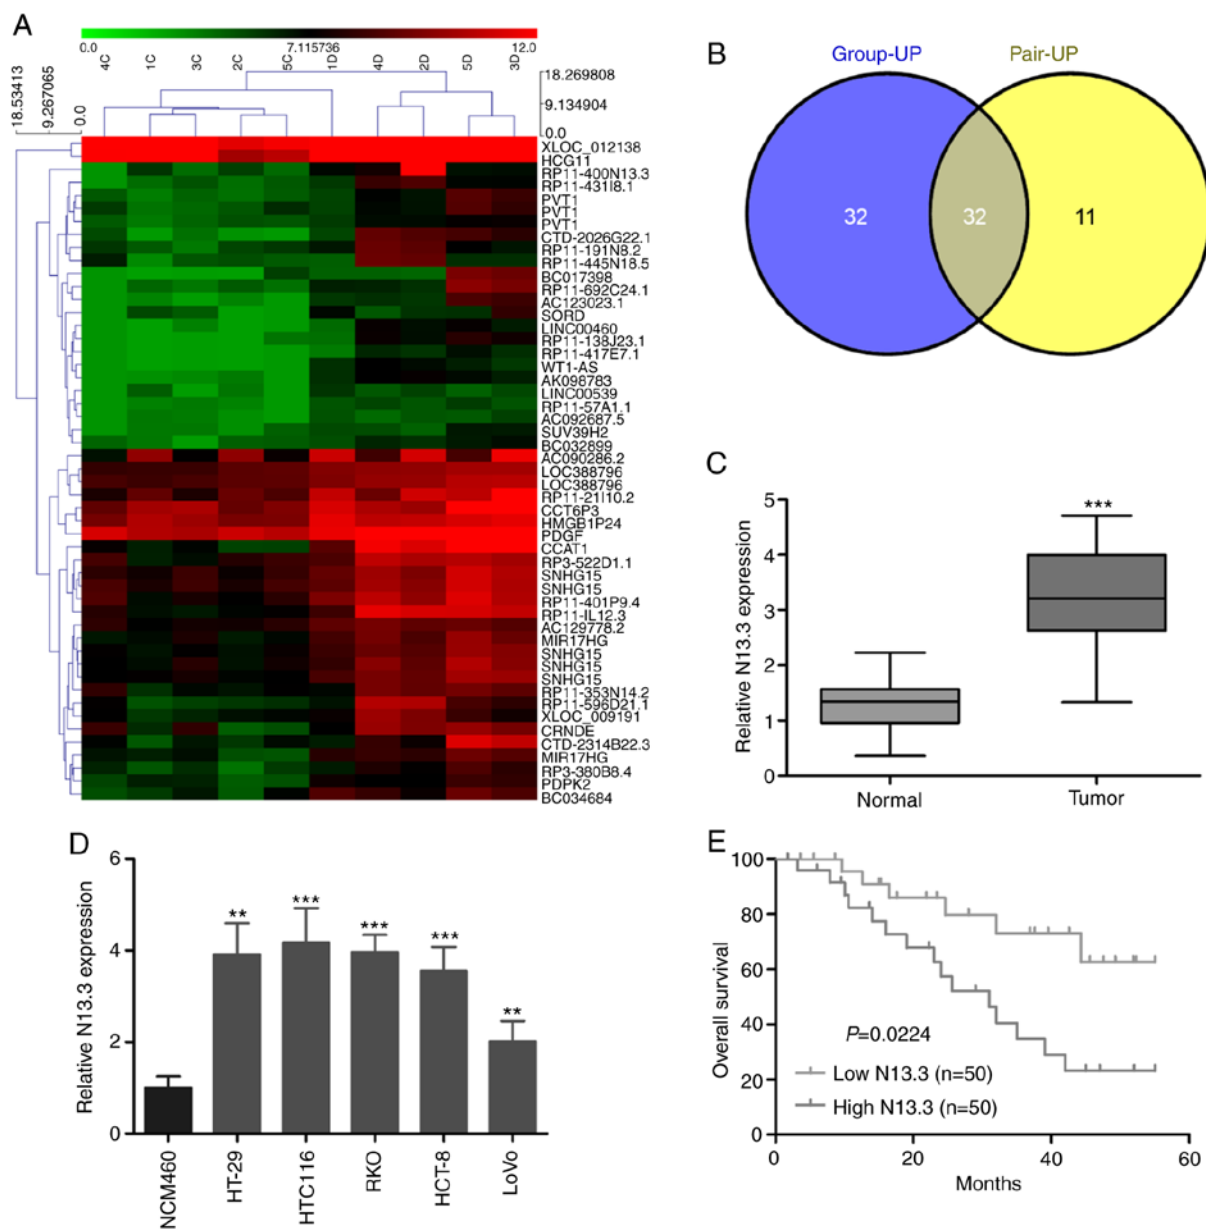 A
0.0 7.115736 12.0
4C 1C 3C 2C 5C 1D 4D 2D 5D 3D
18.53413 9.267065 0.0
18.269808
9.134904
0.0
XLOC_012138
HCG11
RP11-400N13.3
RP11-431I8.1
PVT1
PVT1
PVT1
CTD-2026G22.1
RP11-191N8.2
RP11-445N18.5
BC017398
RP11-692C24.1
AC123023.1
SORD
LINC00460
RP11-138J23.1
RP11-417E7.1
WT1-AS
AK098783
LINC00539
RP11-57A1.1
AC092687.5
SUV39H2
BC032899
AC090286.2
LOC388796
LOC388796
RP11-21I10.2
CCT6P3
HMGB1P24
PDGF
CCAT1
RP3-522D1.1
SNHG15
SNHG15
RP11-401P9.4
RP11-IL12.3
AC129778.2
MIR17HG
SNHG15
SNHG15
SNHG15
RP11-353N14.2
RP11-596D21.1
XLOC_009191
CRNDE
CTD-2314B22.3
MIR17HG
RP3-380B8.4
PDPK2
BC034684
B
Group-UP Pair-UP
32 32 11
C
Relative N13.3 expression
5
4
3
2
1
0
***
Normal Tumor
D
Relative N13.3 expression
6
4
2
0
** *** *** *** **
NCM460 HT-29 HTC116 RKO HCT-8 LoVo
E
Overall survival
100
80
60
40
20
0
P=0.0224
Low N13.3 (n=50)
High N13.3 (n=50)
0 20 40 60
Months